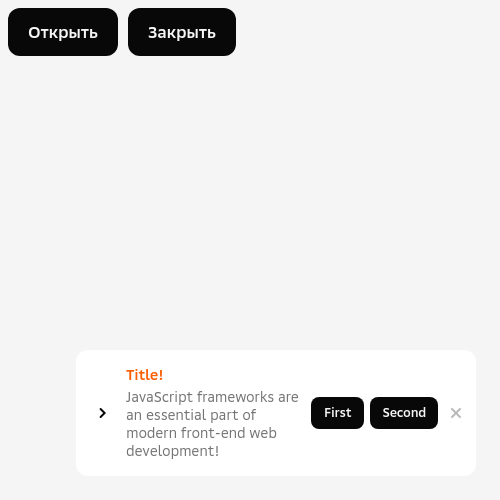 Открыть
Закрыть
Title!
JavaScript frameworks are
an essential part of
modern front-end web
development!
First
Second